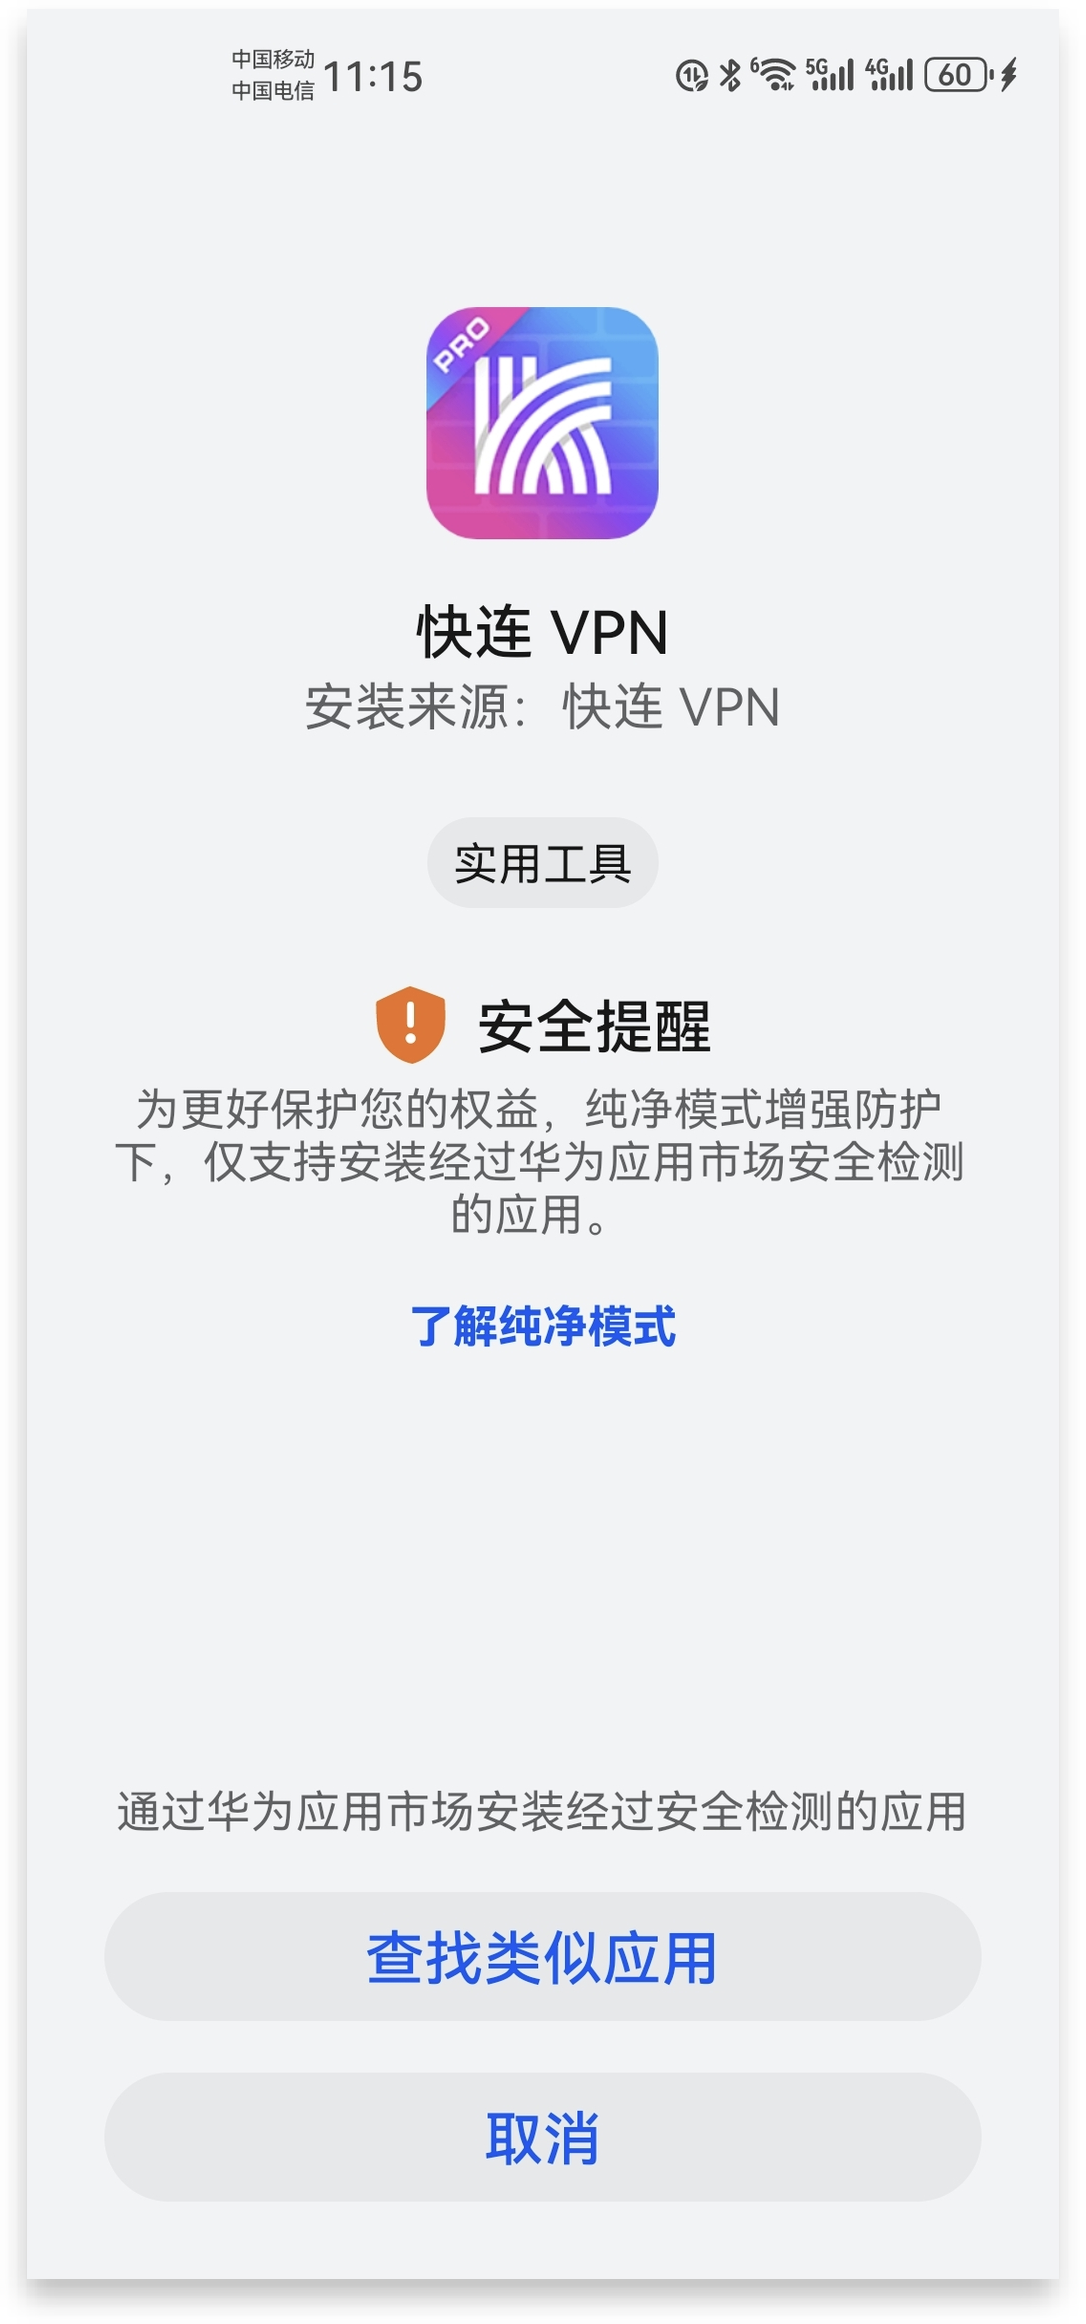 中国移动
中国电信
11:15
6 5G 4G 60
PRO
快连 VPN
安装来源：快连 VPN
实用工具
安全提醒
为更好保护您的权益，纯净模式增强防护
下，仅支持安装经过华为应用市场安全检测
的应用。
了解纯净模式
通过华为应用市场安装经过安全检测的应用
查找类似应用
取消